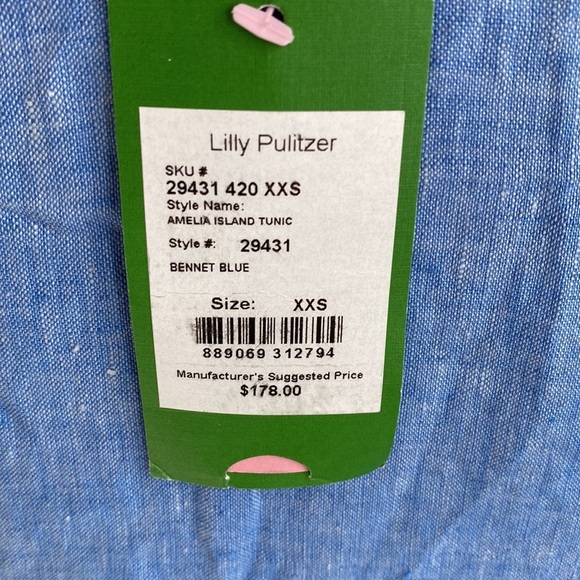 Lilly Pulitzer
SKU #
29431 420 XXS
Style Name:
AMELIA ISLAND TUNIC
Style #: 29431
BENNET BLUE
Size: XXS
889069 312794
Manufacturer's Suggested Price
$178.00